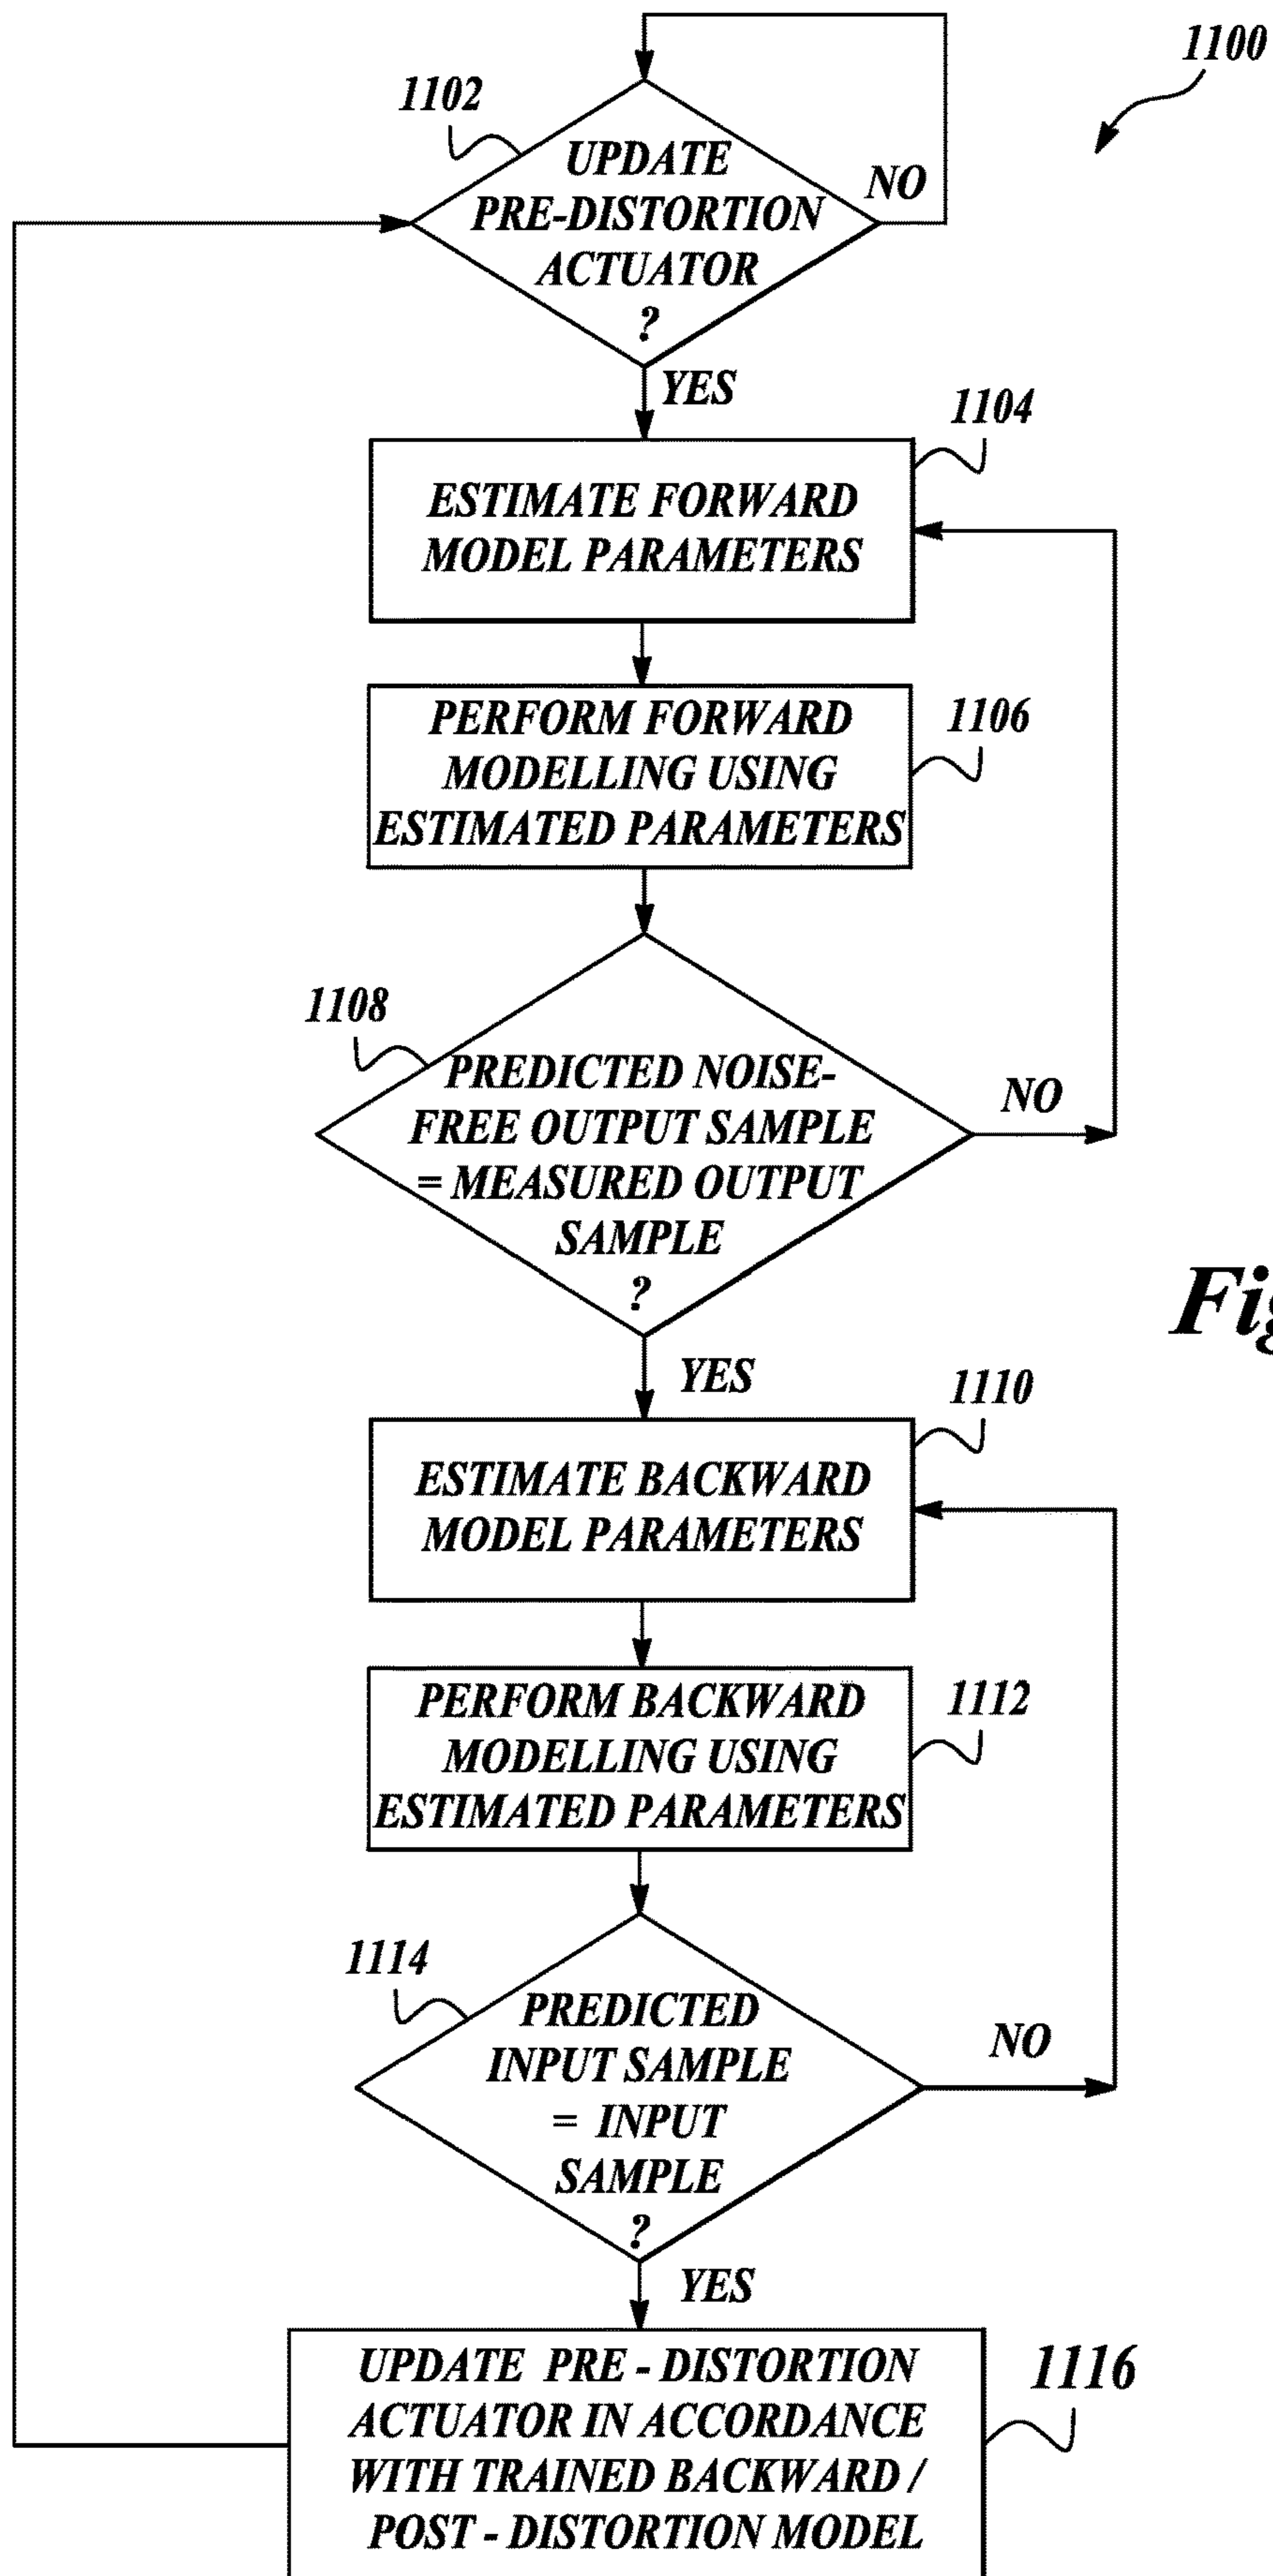 1100
1102
UPDATE
PRE-DISTORTION
ACTUATOR
?
NO
YES
1104
ESTIMATE FORWARD
MODEL PARAMETERS
PERFORM FORWARD
MODELLING USING
ESTIMATED PARAMETERS
1106
1108
PREDICTED NOISE-
FREE OUTPUT SAMPLE
= MEASURED OUTPUT
SAMPLE
?
NO
Fig
YES
1110
ESTIMATE BACKWARD
MODEL PARAMETERS
PERFORM BACKWARD
MODELLING USING
ESTIMATED PARAMETERS
1112
1114
PREDICTED
INPUT SAMPLE
= INPUT
SAMPLE
?
NO
YES
UPDATE PRE - DISTORTION
ACTUATOR IN ACCORDANCE
WITH TRAINED BACKWARD /
POST - DISTORTION MODEL
1116